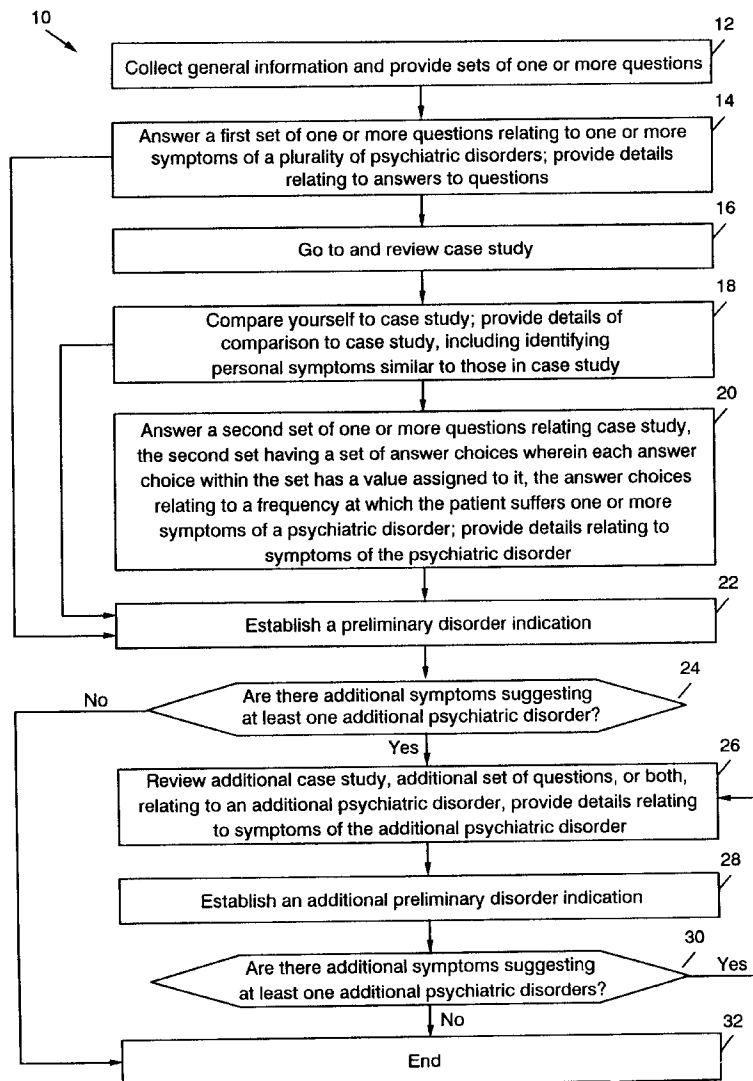 10
12
Collect general information and provide sets of one or more questions
14
Answer a first set of one or more questions relating to one or more
symptoms of a plurality of psychiatric disorders; provide details
relating to answers to questions
16
Go to and review case study
18
Compare yourself to case study; provide details of
comparison to case study, including identifying
personal symptoms similar to those in case study
20
Answer a second set of one or more questions relating case study,
the second set having a set of answer choices wherein each answer
choice within the set has a value assigned to it, the answer choices
relating to a frequency at which the patient suffers one or more
symptoms of a psychiatric disorder; provide details relating to
symptoms of the psychiatric disorder
22
Establish a preliminary disorder indication
24
No
Are there additional symptoms suggesting
at least one additional psychiatric disorder?
Yes
26
Review additional case study, additional set of questions, or both,
relating to an additional psychiatric disorder, provide details relating
to symptoms of the additional psychiatric disorder
28
Establish an additional preliminary disorder indication
30
Yes
Are there additional symptoms suggesting
at least one additional psychiatric disorders?
No
32
End